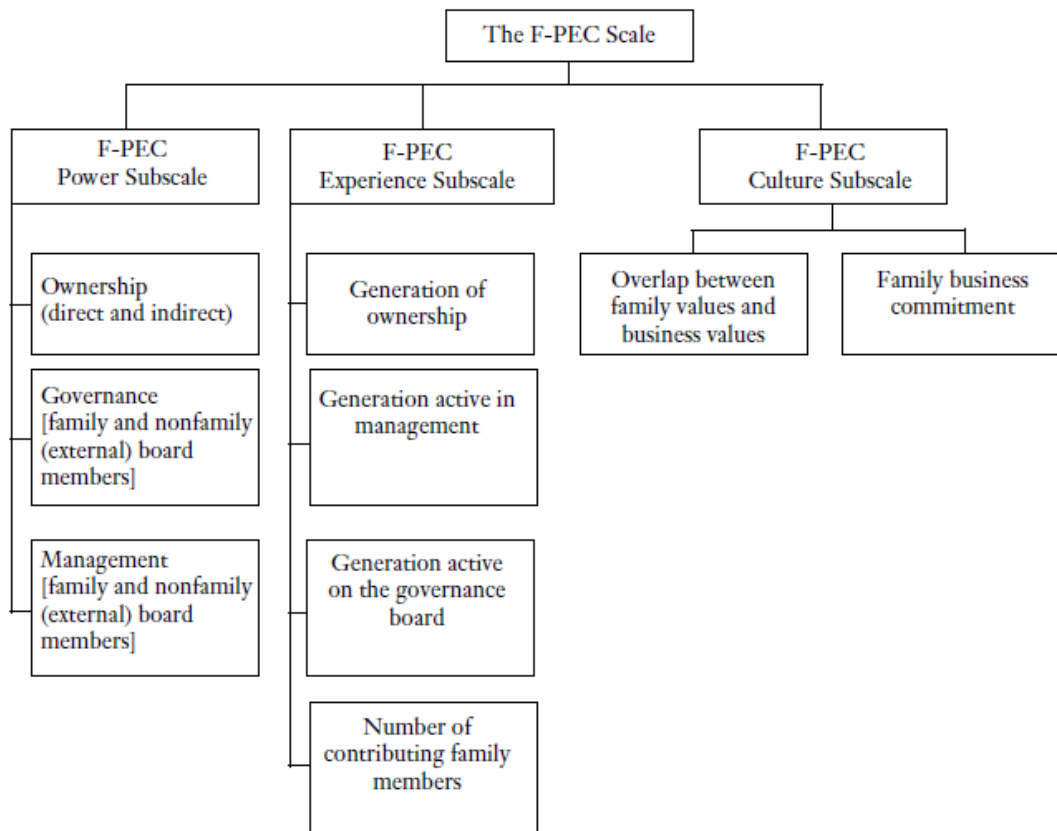 The F-PEC Scale
F-PEC
Power Subscale
F-PEC
Experience Subscale
F-PEC
Culture Subscale
Ownership
(direct and indirect)
Governance
[family and nonfamily
(external) board
members]
Management
[family and nonfamily
(external) board
members]
Generation of
ownership
Generation active in
management
Generation active
on the governance
board
Number of
contributing family
members
Overlap between
family values and
business values
Family business
commitment